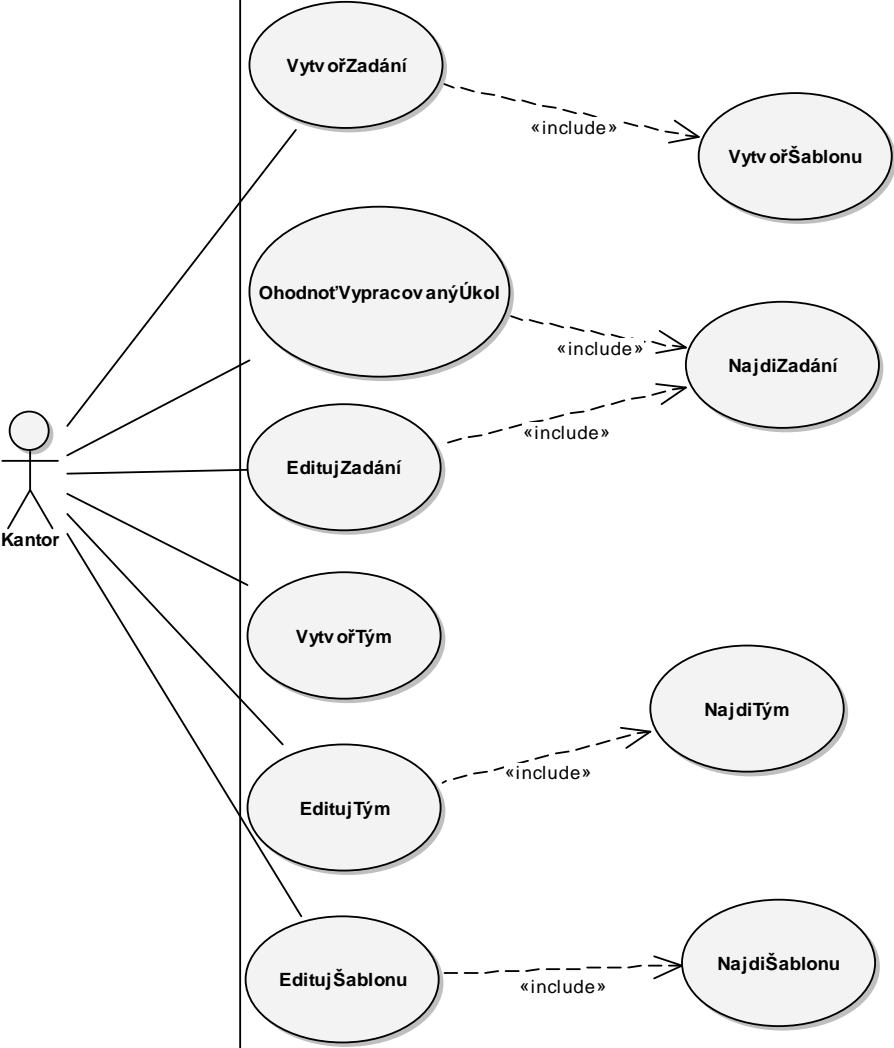 VytvořZadání
«include»
VytvořŠablonu
OhodnoťVypracovanýÚkol
«include»
NajdiZadání
«include»
EditujZadání
Kantor
VytvořTým
NajdiTým
«include»
EditujTým
NajdiŠablonu
EditujŠablonu
«include»